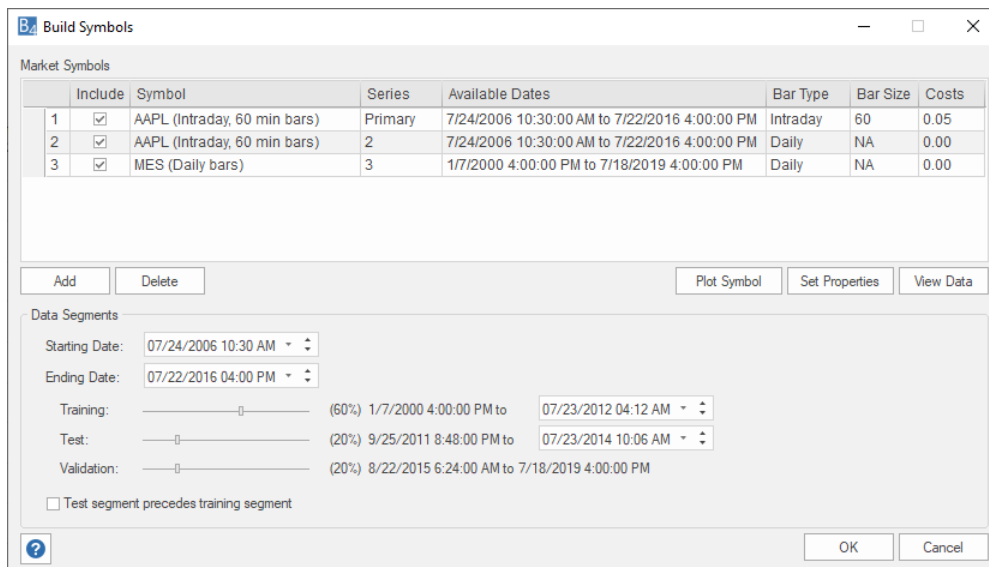 B4 Build Symbols
Market Symbols
Include Symbol Series Available Dates Bar Type Bar Size Costs
1 AAPL (Intraday, 60 min bars) Primary 7/24/2006 10:30:00 AM to 7/22/2016 4:00:00 PM Intraday 60 0.05
2 AAPL (Intraday, 60 min bars) 2 7/24/2006 10:30:00 AM to 7/22/2016 4:00:00 PM Daily NA 0.00
3 MES (Daily bars) 3 1/7/2000 4:00:00 PM to 7/18/2019 4:00:00 PM Daily NA 0.00
Add Delete Plot Symbol Set Properties View Data
Data Segments
Starting Date: 07/24/2006 10:30 AM
Ending Date: 07/22/2016 04:00 PM
Training: (60%) 1/7/2000 4:00:00 PM to 07/23/2012 04:12 AM
Test: (20%) 9/25/2011 8:48:00 PM to 07/23/2014 10:06 AM
Validation: (20%) 8/22/2015 6:24:00 AM to 7/18/2019 4:00:00 PM
Test segment precedes training segment
? OK Cancel